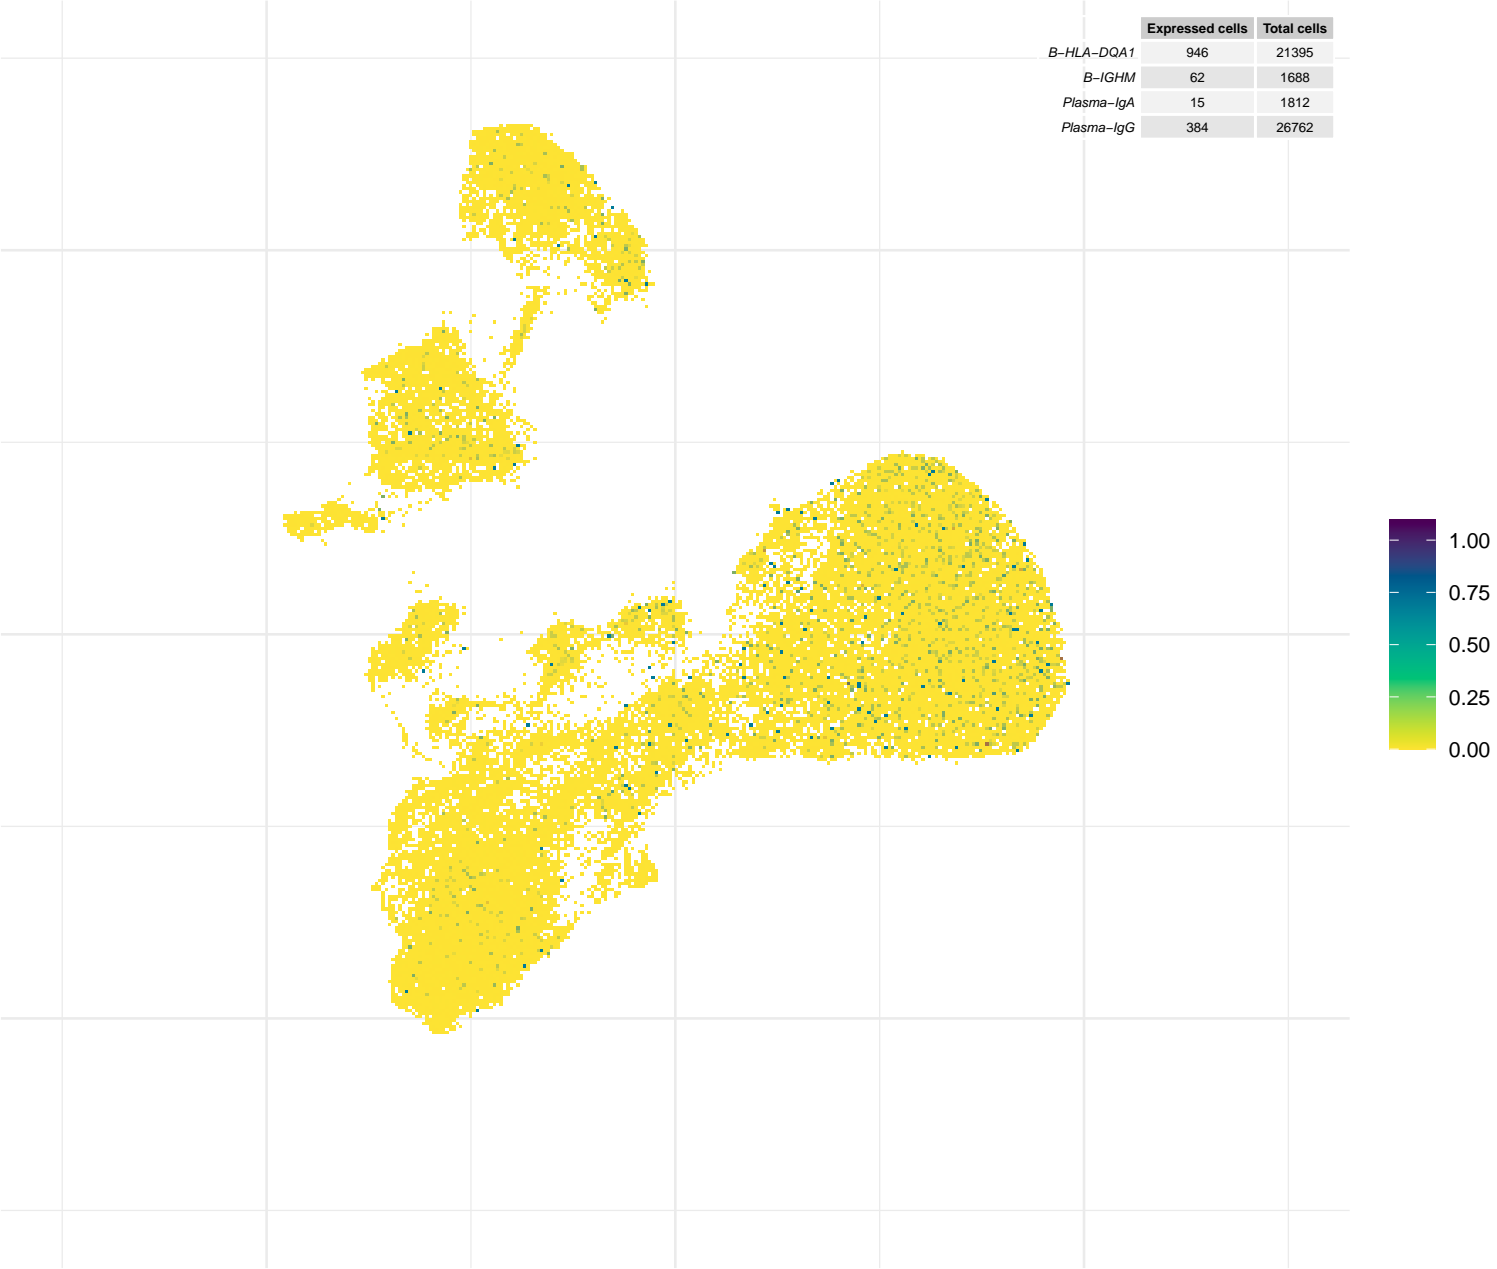 Expressed cells Total cells
B−HLA−DQA1 946 21395
B−IGHM 62 1688
Plasma−IgA 15 1812
Plasma−IgG 384 26762
1.00
0.75
0.50
0.25
0.00